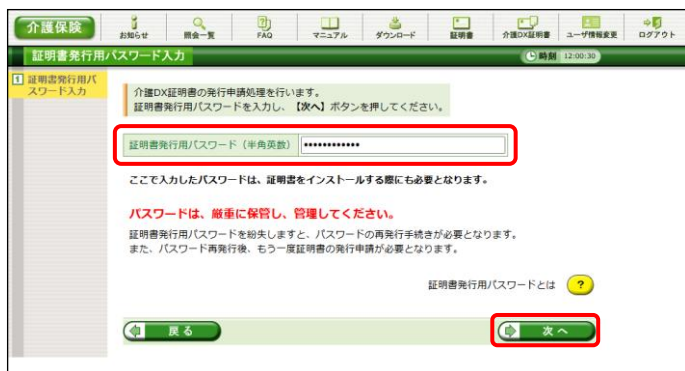 介護保険
お知らせ
照会一覧
FAQ
マニュアル
ダウンロード
証明書
介護DX証明書
ユーザ情報変更
ログアウト
証明書発行用パスワード入力
時刻 12:00:30
1 証明書発行用パ
スワード入力
介護DX証明書の発行申請処理を行います。
証明書発行用パスワードを入力し、【次へ】ボタンを押してください。
証明書発行用パスワード（半角英数） ••••••••••••
ここで入力したパスワードは、証明書をインストールする際にも必要となります。
パスワードは、厳重に保管し、管理してください。
証明書発行用パスワードを紛失しますと、パスワードの再発行手続きが必要となります。
また、パスワード再発行後、もう一度証明書の発行申請が必要となります。
証明書発行用パスワードとは ?
戻る
次へ